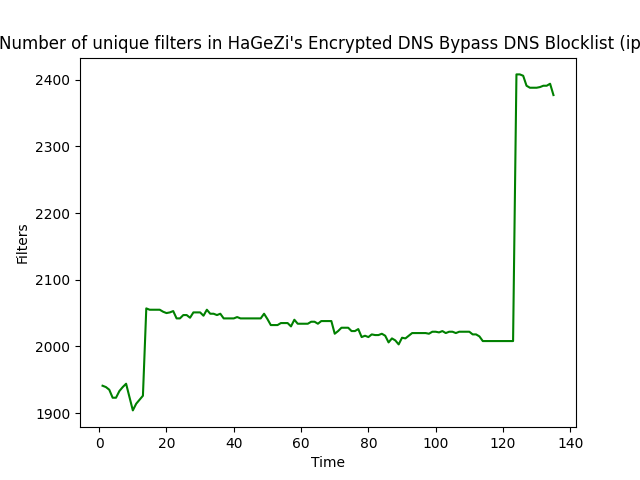 Number of unique filters in HaGeZi's Encrypted DNS Bypass DNS Blocklist (ip
2400
2300
2200
2100
2000
1900
Filters
0 20 40 60 80 100 120 140
Time